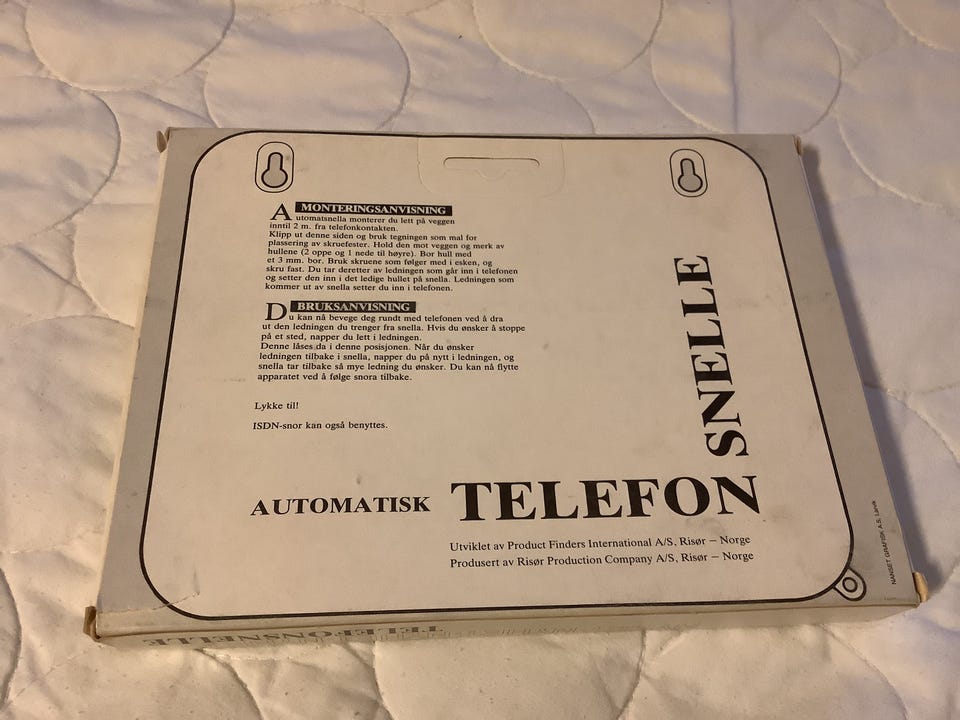 MONTERINGSANVISNING
Automatsnella monterer du lett på veggen
inntil 2 m. fra telefonkontakten.
Klipp ut denne siden og bruk tegningen som mal for
plassering av skruefester. Hold den mot veggen og merk av
hullene (2 oppe og 1 nede til høyre). Bor hull med
et 3 mm. bor. Bruk skruene som følger med i esken, og
skru fast. Du tar deretter av ledningen som går inn i telefonen
og setter den inn i det ledige hullet på snella. Ledningen som
kommer ut av snella setter du inn i telefonen.
BRUKSANVISNING
Du kan nå bevege deg rundt med telefonen ved å dra
ut den ledningen du trenger fra snella. Hvis du ønsker å stoppe
på et sted, napper du lett i ledningen.
Denne låses da i denne posisjonen. Når du ønsker
ledningen tilbake i snella, napper du på nytt i ledningen, og
snella tar tilbake så mye ledning du ønsker. Du kan nå flytte
apparatet ved å følge snora tilbake.
Lykke til!
ISDN-snor kan også benyttes.
SNELLE
AUTOMATISK TELEFON
Utviklet av Product Finders International A/S, Risør – Norge
Produsert av Risør Production Company A/S, Risør – Norge
NANSET GRAFISK A.S. Larvik
TELEFONSNELLE